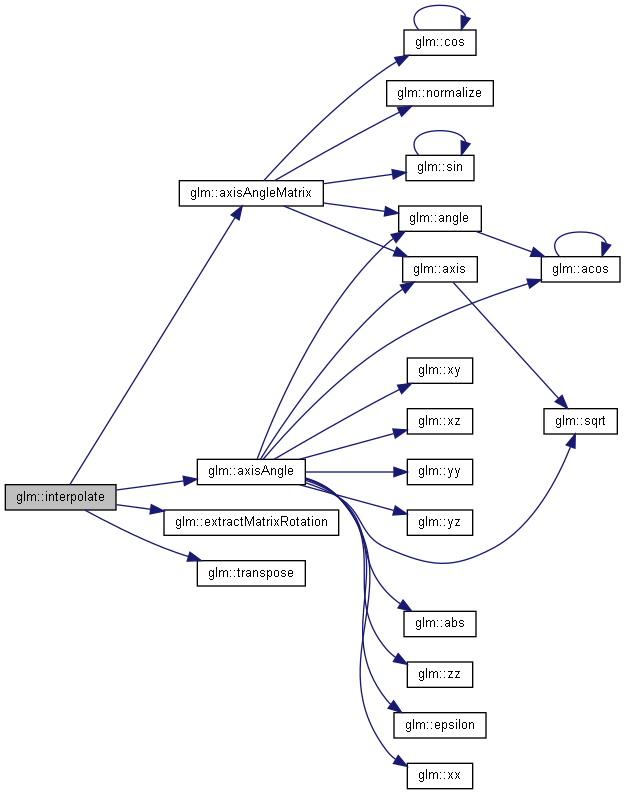 glm::cos
glm::normalize
glm::sin
glm::axisAngleMatrix
glm::angle
glm::axis
glm::acos
glm::xy
glm::xz
glm::sqrt
glm::axisAngle
glm::yy
glm::interpolate
glm::extractMatrixRotation
glm::yz
glm::transpose
glm::abs
glm::zz
glm::epsilon
glm::xx